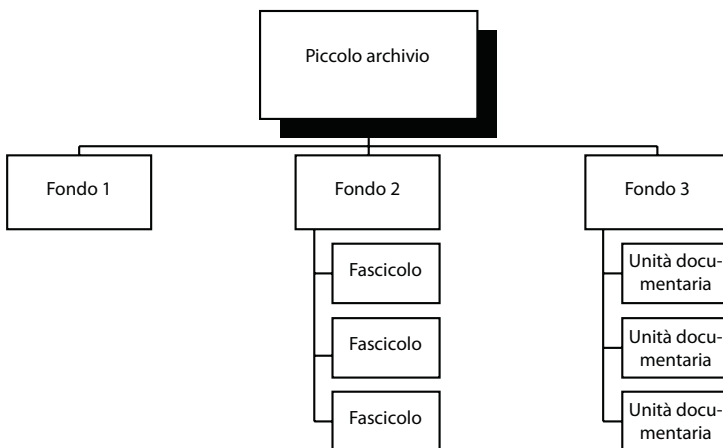 Piccolo archivio
Fondo 1
Fondo 2
Fondo 3
Fascicolo
Fascicolo
Fascicolo
Unità docu-
mentaria
Unità docu-
mentaria
Unità docu-
mentaria